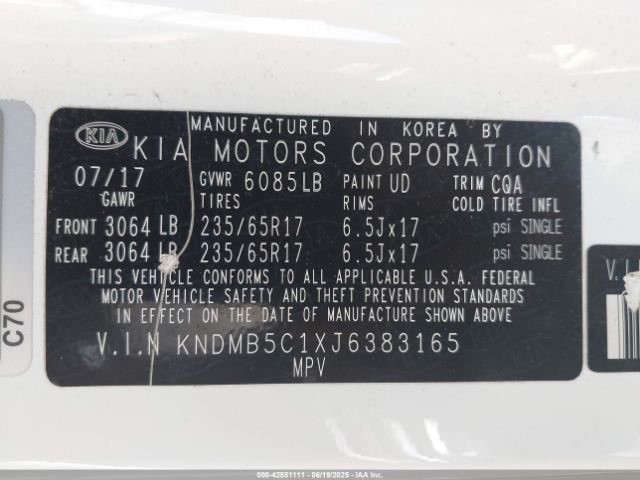 KIA
MANUFACTURED IN KOREA BY
KIA MOTORS CORPORATION
07/17 GVWR 6085LB PAINT UD TRIM CQA
GAWR TIRES RIMS COLD TIRE INFL
FRONT 3064 LB 235/65R17 6.5Jx17 psi SINGLE
REAR 3064 LB 235/65R17 6.5Jx17 psi SINGLE
THIS VEHICLE CONFORMS TO ALL APPLICABLE U.S.A. FEDERAL
MOTOR VEHICLE SAFETY AND THEFT PREVENTION STANDARDS
IN EFFECT ON THE DATE OF MANUFACTURE SHOWN ABOVE
V.I.N KNDMB5C1XJ6383165
MPV
C70
V.I
000-42551111 - 06/19/2025 - IAA Inc.